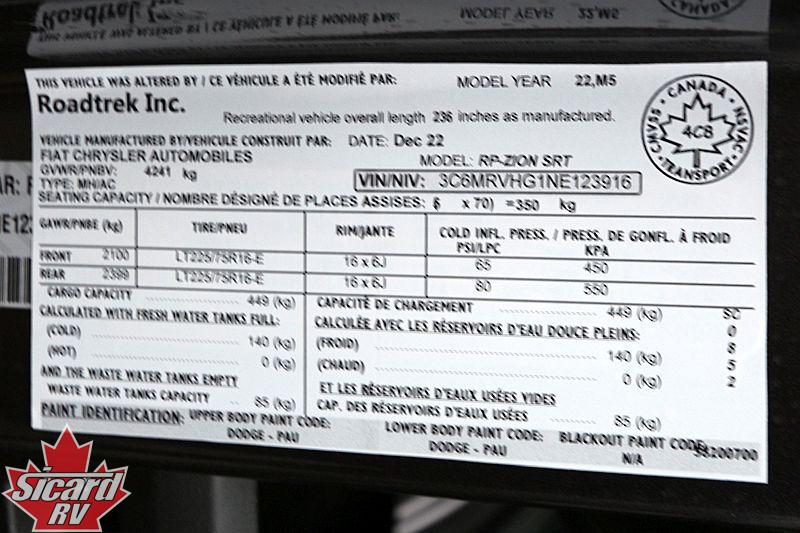 THIS VEHICLE WAS ALTERED BY / CE VÉHICULE A ÉTÉ MODIFIÉ PAR: MODEL YEAR 22,M5
Roadtrek Inc.
Recreational vehicle overall length 236 inches as manufactured.
VEHICLE MANUFACTURED BY/VEHICULE CONSTRUIT PAR: DATE: Dec 22
FIAT CHRYSLER AUTOMOBILES MODEL: RP-ZION SRT
GVWR/PNBV: 4241 kg
TYPE: MH/AC VIN/NIV: 3C6MRVHG1NE123916
SEATING CAPACITY / NOMBRE DÉSIGNÉ DE PLACES ASSISES: ( x 70) =350 kg
GAWR/PNBE (kg) TIRE/PNEU RIM/JANTE COLD INFL. PRESS. / PRESS. DE GONFL. À FROID
PSI/LPC KPA
FRONT 2100 LT225/75R16-E 16 x 6J 65 450
REAR 2399 LT225/75R16-E 16 x 6J 80 550
CARGO CAPACITY 449 (kg)
CALCULATED WITH FRESH WATER TANKS FULL:
(COLD) 140 (kg)
(HOT) 0 (kg)
AND THE WASTE WATER TANKS EMPTY
WASTE WATER TANKS CAPACITY 85 (kg)
CAPACITÉ DE CHARGEMENT 449 (kg)
CALCULÉE AVEC LES RÉSERVOIRS D'EAU DOUCE PLEINS:
(FROID) 140 (kg)
(CHAUD) 0 (kg)
ET LES RÉSERVOIRS D'EAUX USÉES VIDES
CAP. DES RÉSERVOIRS D'EAUX USÉES 85 (kg)
SC
0
8
5
2
PAINT IDENTIFICATION: UPPER BODY PAINT CODE: LOWER BODY PAINT CODE: BLACKOUT PAINT CODE:
DODGE - PAU DODGE - PAU N/A
CANADA
CMVSS NSVAC
4C8
TRANSPORT
Sicard
RV